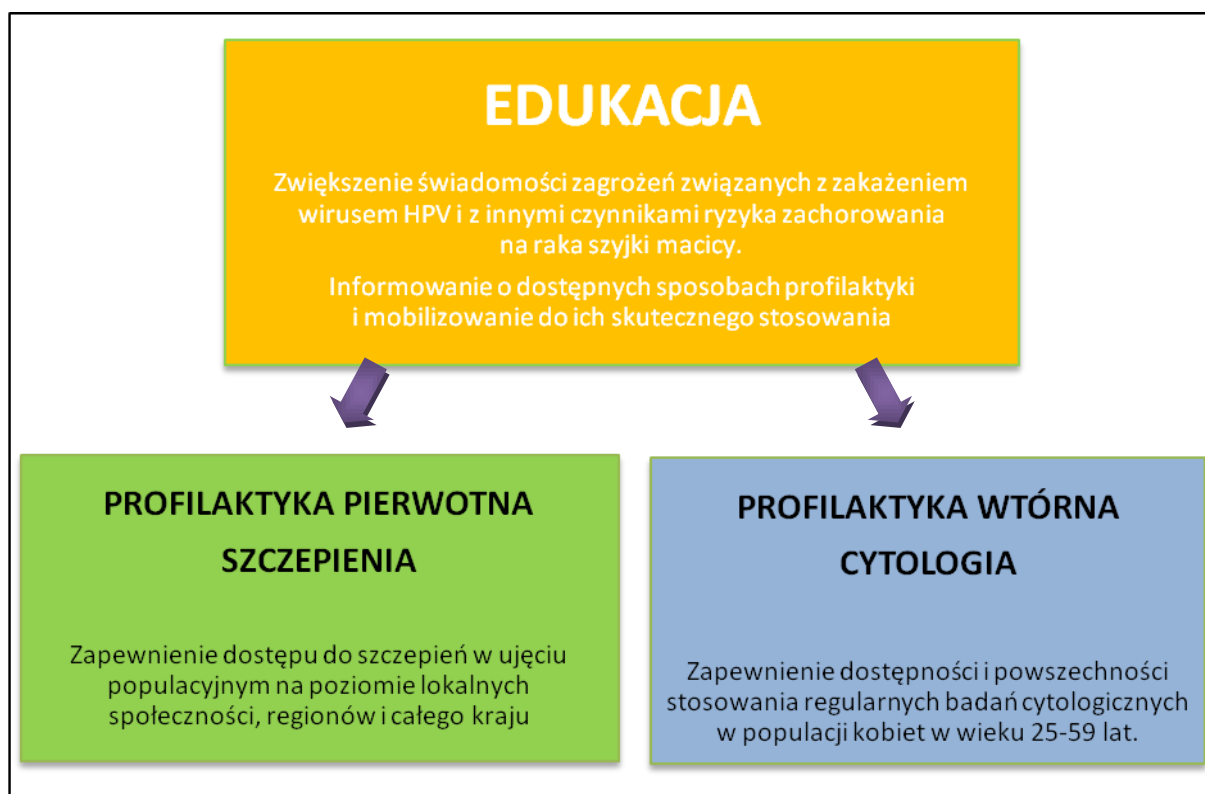 EDUKACJA
Zwiększenie świadomości zagrożeń związanych z zakażeniem
wirusem HPV i z innymi czynnikami ryzyka zachorowania
na raka szyjki macicy.
Informowanie o dostępnych sposobach profilaktyki
i mobilizowanie do ich skutecznego stosowania
PROFILAKTYKA PIERWOTNA
SZCZEPIENIA
Zapewnienie dostępu do szczepień w ujęciu
populacyjnym na poziomie lokalnych
społeczności, regionów i całego kraju
PROFILAKTYKA WTÓRNA
CYTOLOGIA
Zapewnienie dostępności i powszechności
stosowania regularnych badań cytologicznych
w populacji kobiet w wieku 25-59 lat.